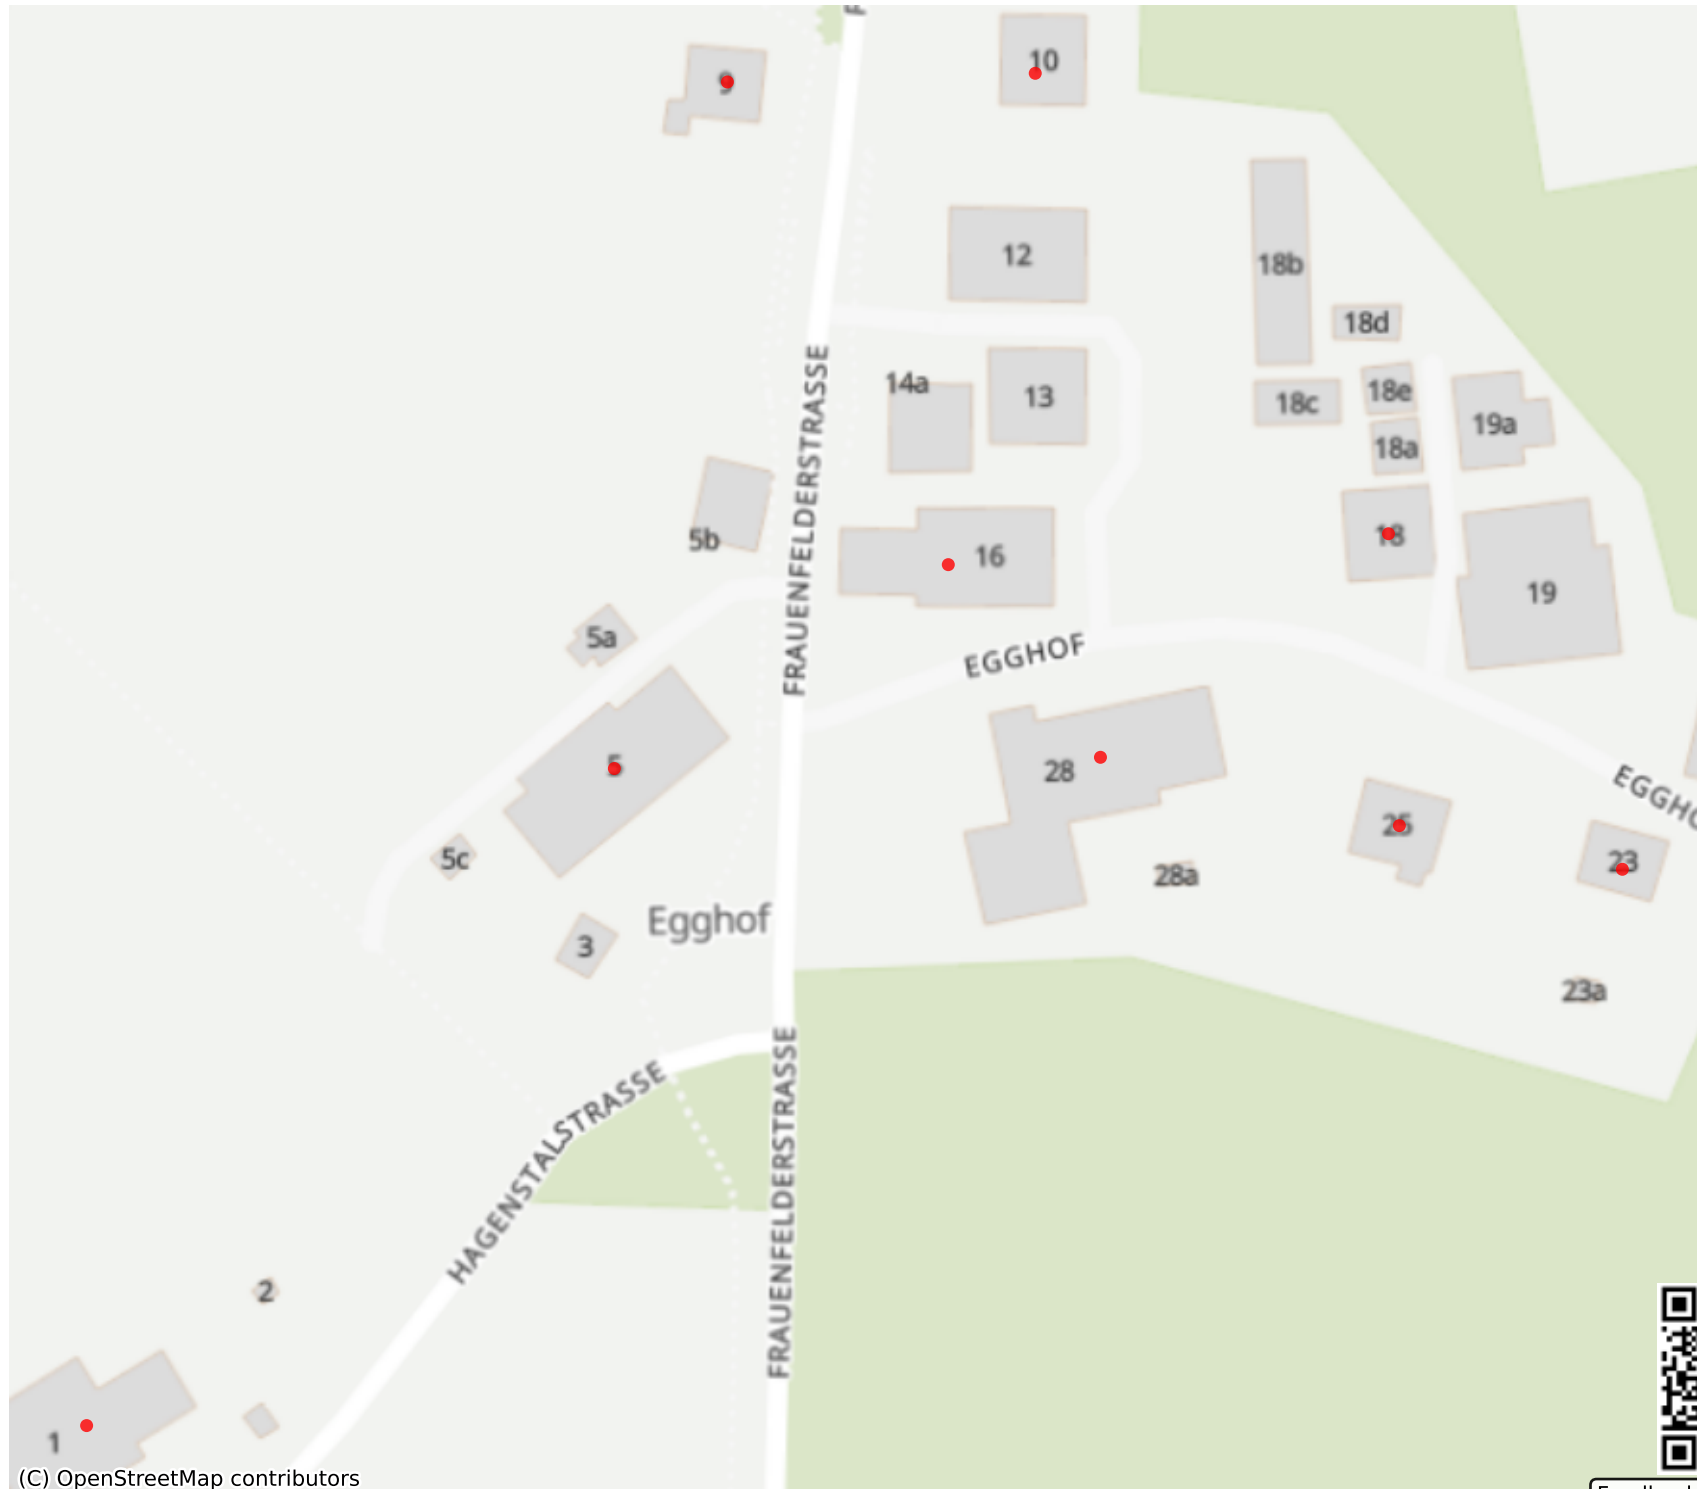 10
9
12
18b
18d
14a
13
18e
18c
19a
18a
FRAUENFELDERSTRASSE
5b
16
18
19
5a
EGGHOF
5
28
25
EGGHO
23
5c
28a
Egghof
3
23a
HAGENSTALSTRASSE
FRAUENFELDERSTRASSE
2
1
(C) OpenStreetMap contributors